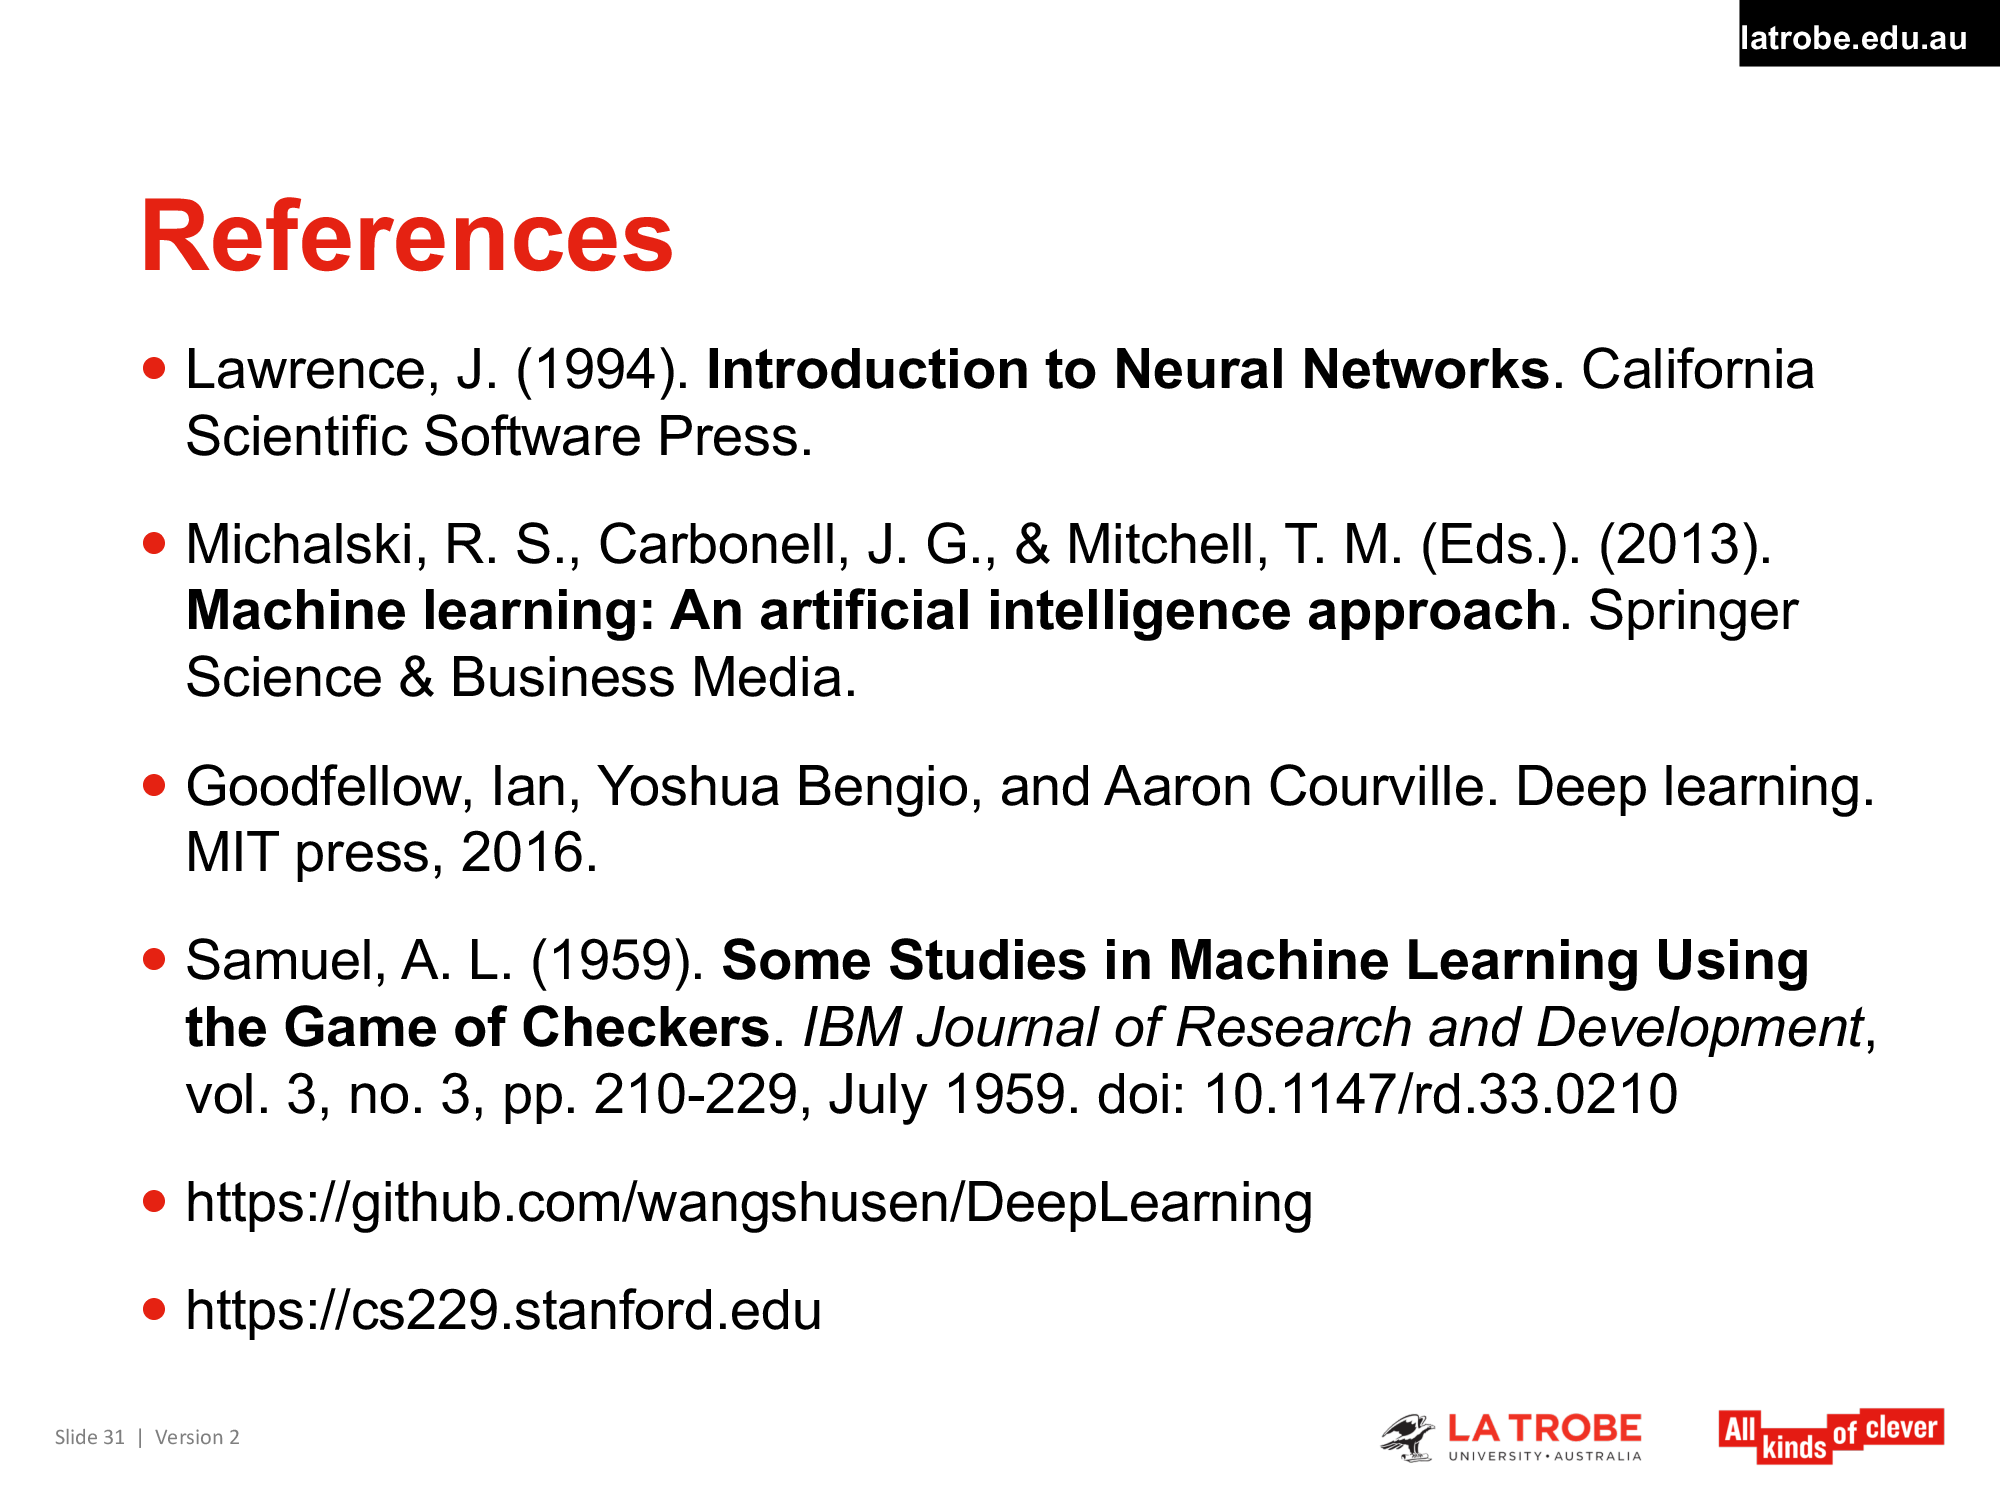 latrobe.edu.au
References
• Lawrence, J. (1994). Introduction to Neural Networks. California
Scientific Software Press.
• Michalski, R. S., Carbonell, J. G., & Mitchell, T. M. (Eds.). (2013).
Machine learning: An artificial intelligence approach. Springer
Science & Business Media.
• Goodfellow, Ian, Yoshua Bengio, and Aaron Courville. Deep learning.
MIT press, 2016.
• Samuel, A. L. (1959). Some Studies in Machine Learning Using
the Game of Checkers. IBM Journal of Research and Development,
vol. 3, no. 3, pp. 210-229, July 1959. doi: 10.1147/rd.33.0210
• https://github.com/wangshusen/DeepLearning
• https://cs229.stanford.edu
Slide 31 | Version 2
LA TROBE
UNIVERSITY • AUSTRALIA
All kinds of clever